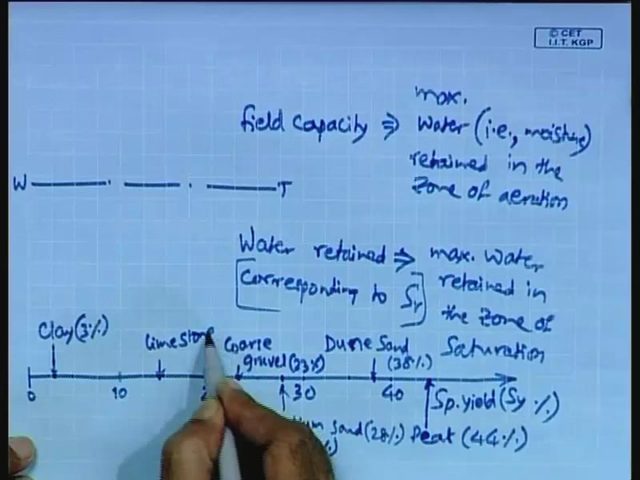 © CET
I.I.T. KGP
max.
field capacity ⇒ water (i.e., moisture)
retained in the
zone of aeration
W T
Water retained ⇒ max. water
[corresponding to Sr] retained in
the zone of
saturation
Clay (3%) limestone Coarse gravel (23%) Dune Sand (38%)
0 10 2 30 40 Sp. yield (Sy %)
um sand (28%) Peat (44%)